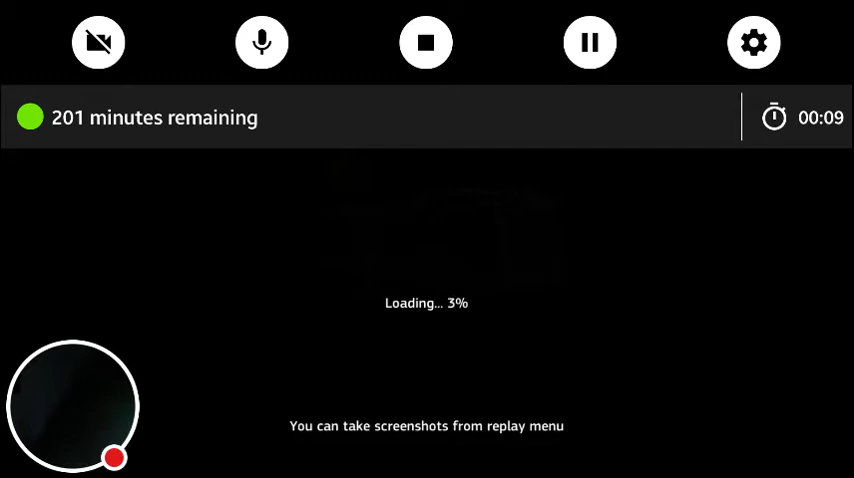 201 minutes remaining
00:09
Loading... 3%
You can take screenshots from replay menu